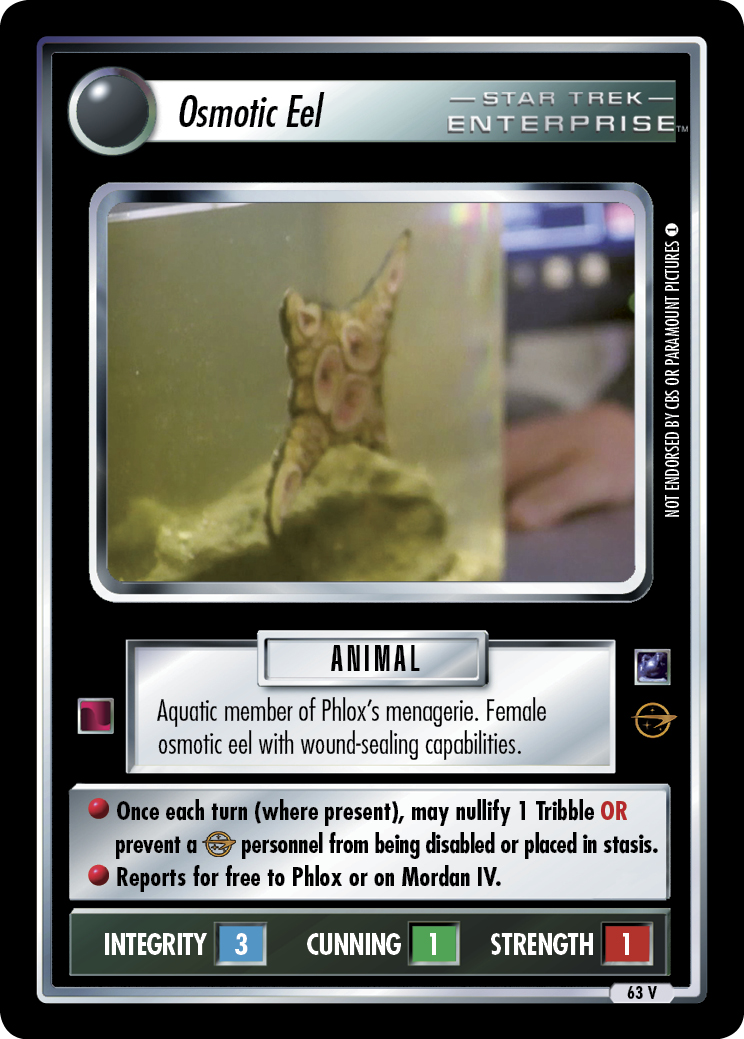 Osmotic Eel
— STAR TREK —
ENTERPRISE™
NOT ENDORSED BY CBS OR PARAMOUNT PICTURES 1
ANIMAL
Aquatic member of Phlox's menagerie. Female
osmotic eel with wound-sealing capabilities.
Once each turn (where present), may nullify 1 Tribble OR
prevent a personnel from being disabled or placed in stasis.
Reports for free to Phlox or on Mordan IV.
INTEGRITY 3 CUNNING 1 STRENGTH 1
63 V